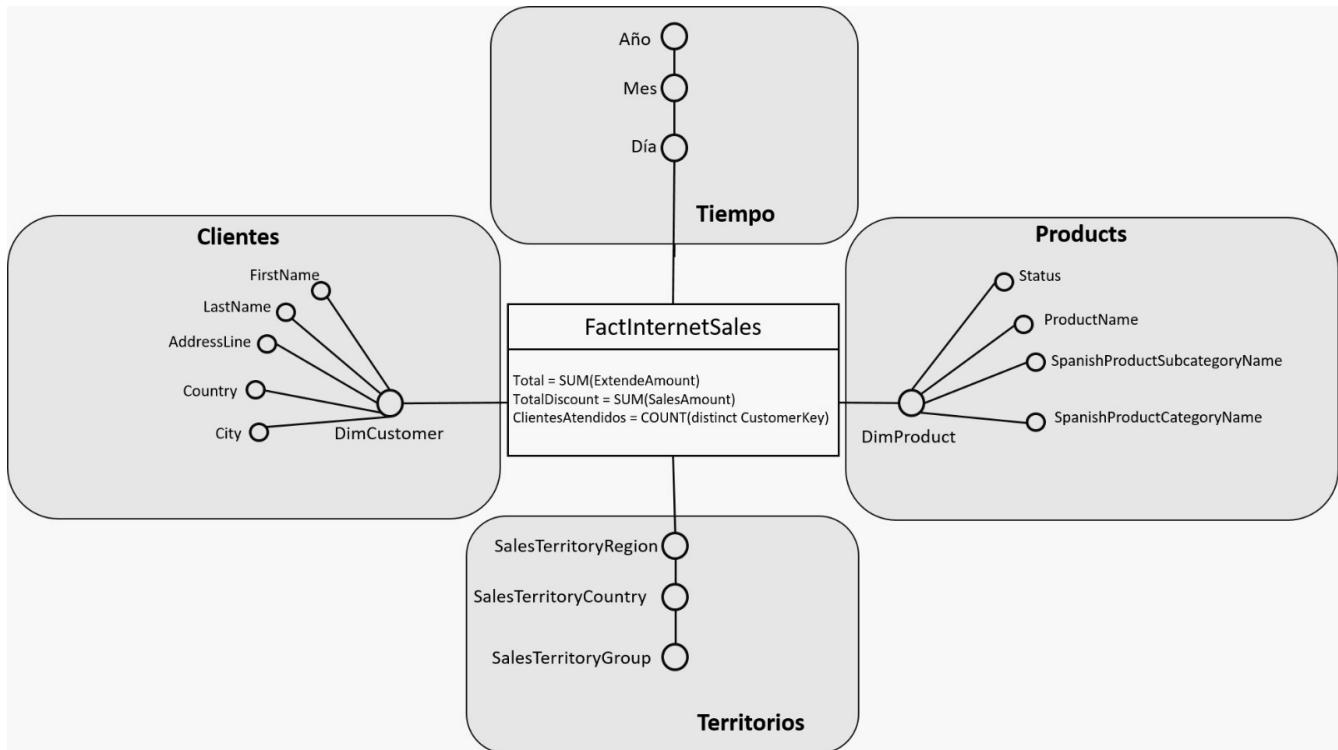 Año
Mes
Día
Tiempo
Clientes
FirstName
LastName
AddressLine
Country
City
DimCustomer
FactInternetSales
Total = SUM(ExtendeAmount)
TotalDiscount = SUM(SalesAmount)
ClientesAtendidos = COUNT(distinct CustomerKey)
Products
Status
ProductName
SpanishProductSubcategoryName
SpanishProductCategoryName
DimProduct
SalesTerritoryRegion
SalesTerritoryCountry
SalesTerritoryGroup
Territorios